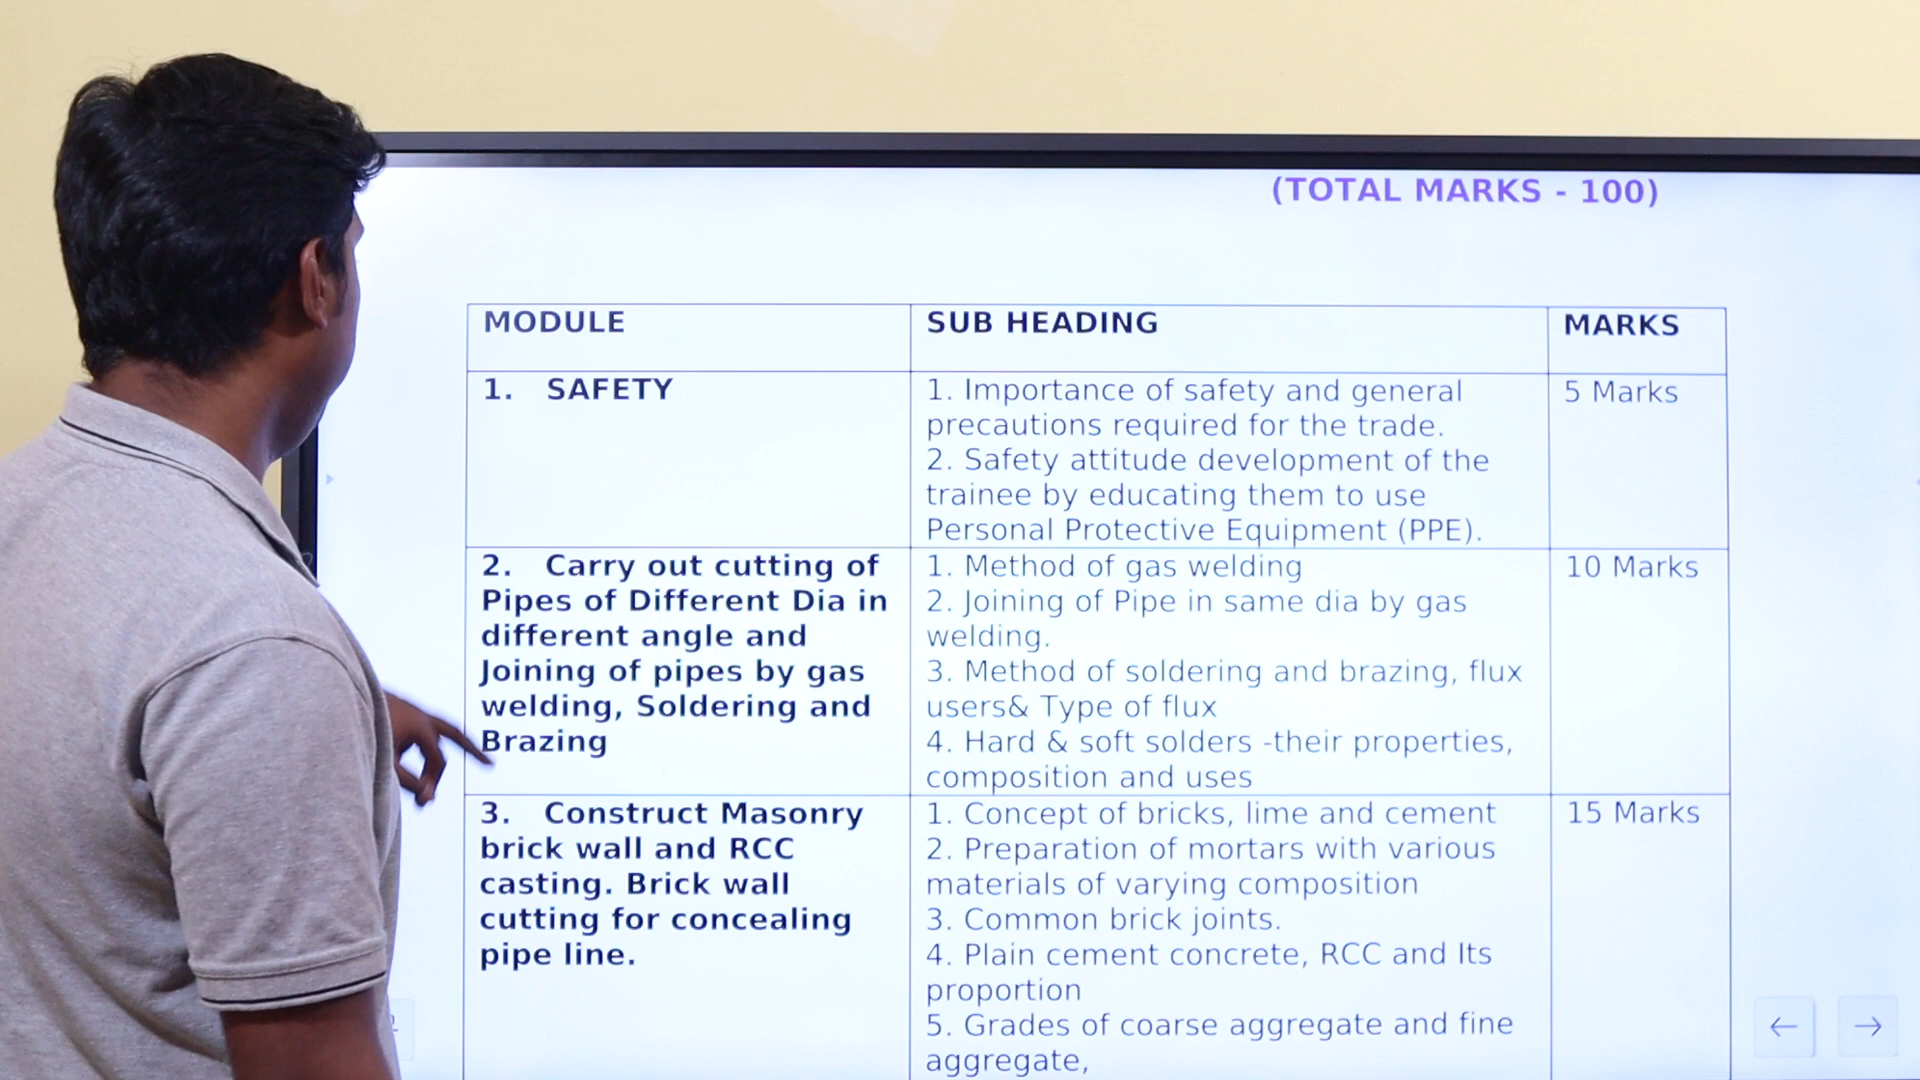 (TOTAL MARKS - 100)
MODULE
SUB HEADING
MARKS
1. SAFETY
1. Importance of safety and general
precautions required for the trade.
2. Safety attitude development of the
trainee by educating them to use
Personal Protective Equipment (PPE).
5 Marks
2. Carry out cutting of
Pipes of Different Dia in
different angle and
Joining of pipes by gas
welding, Soldering and
Brazing
1. Method of gas welding
2. Joining of Pipe in same dia by gas
welding.
3. Method of soldering and brazing, flux
users& Type of flux
4. Hard & soft solders -their properties,
composition and uses
10 Marks
3. Construct Masonry
brick wall and RCC
casting. Brick wall
cutting for concealing
pipe line.
1. Concept of bricks, lime and cement
2. Preparation of mortars with various
materials of varying composition
3. Common brick joints.
4. Plain cement concrete, RCC and Its
proportion
5. Grades of coarse aggregate and fine
aggregate,
15 Marks